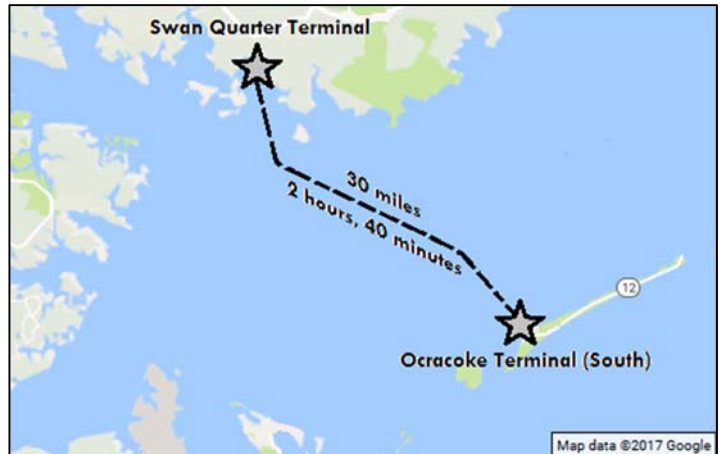 Swan Quarter Terminal
30 miles
2 hours, 40 minutes
12
Ocracoke Terminal (South)
Map data ©2017 Google